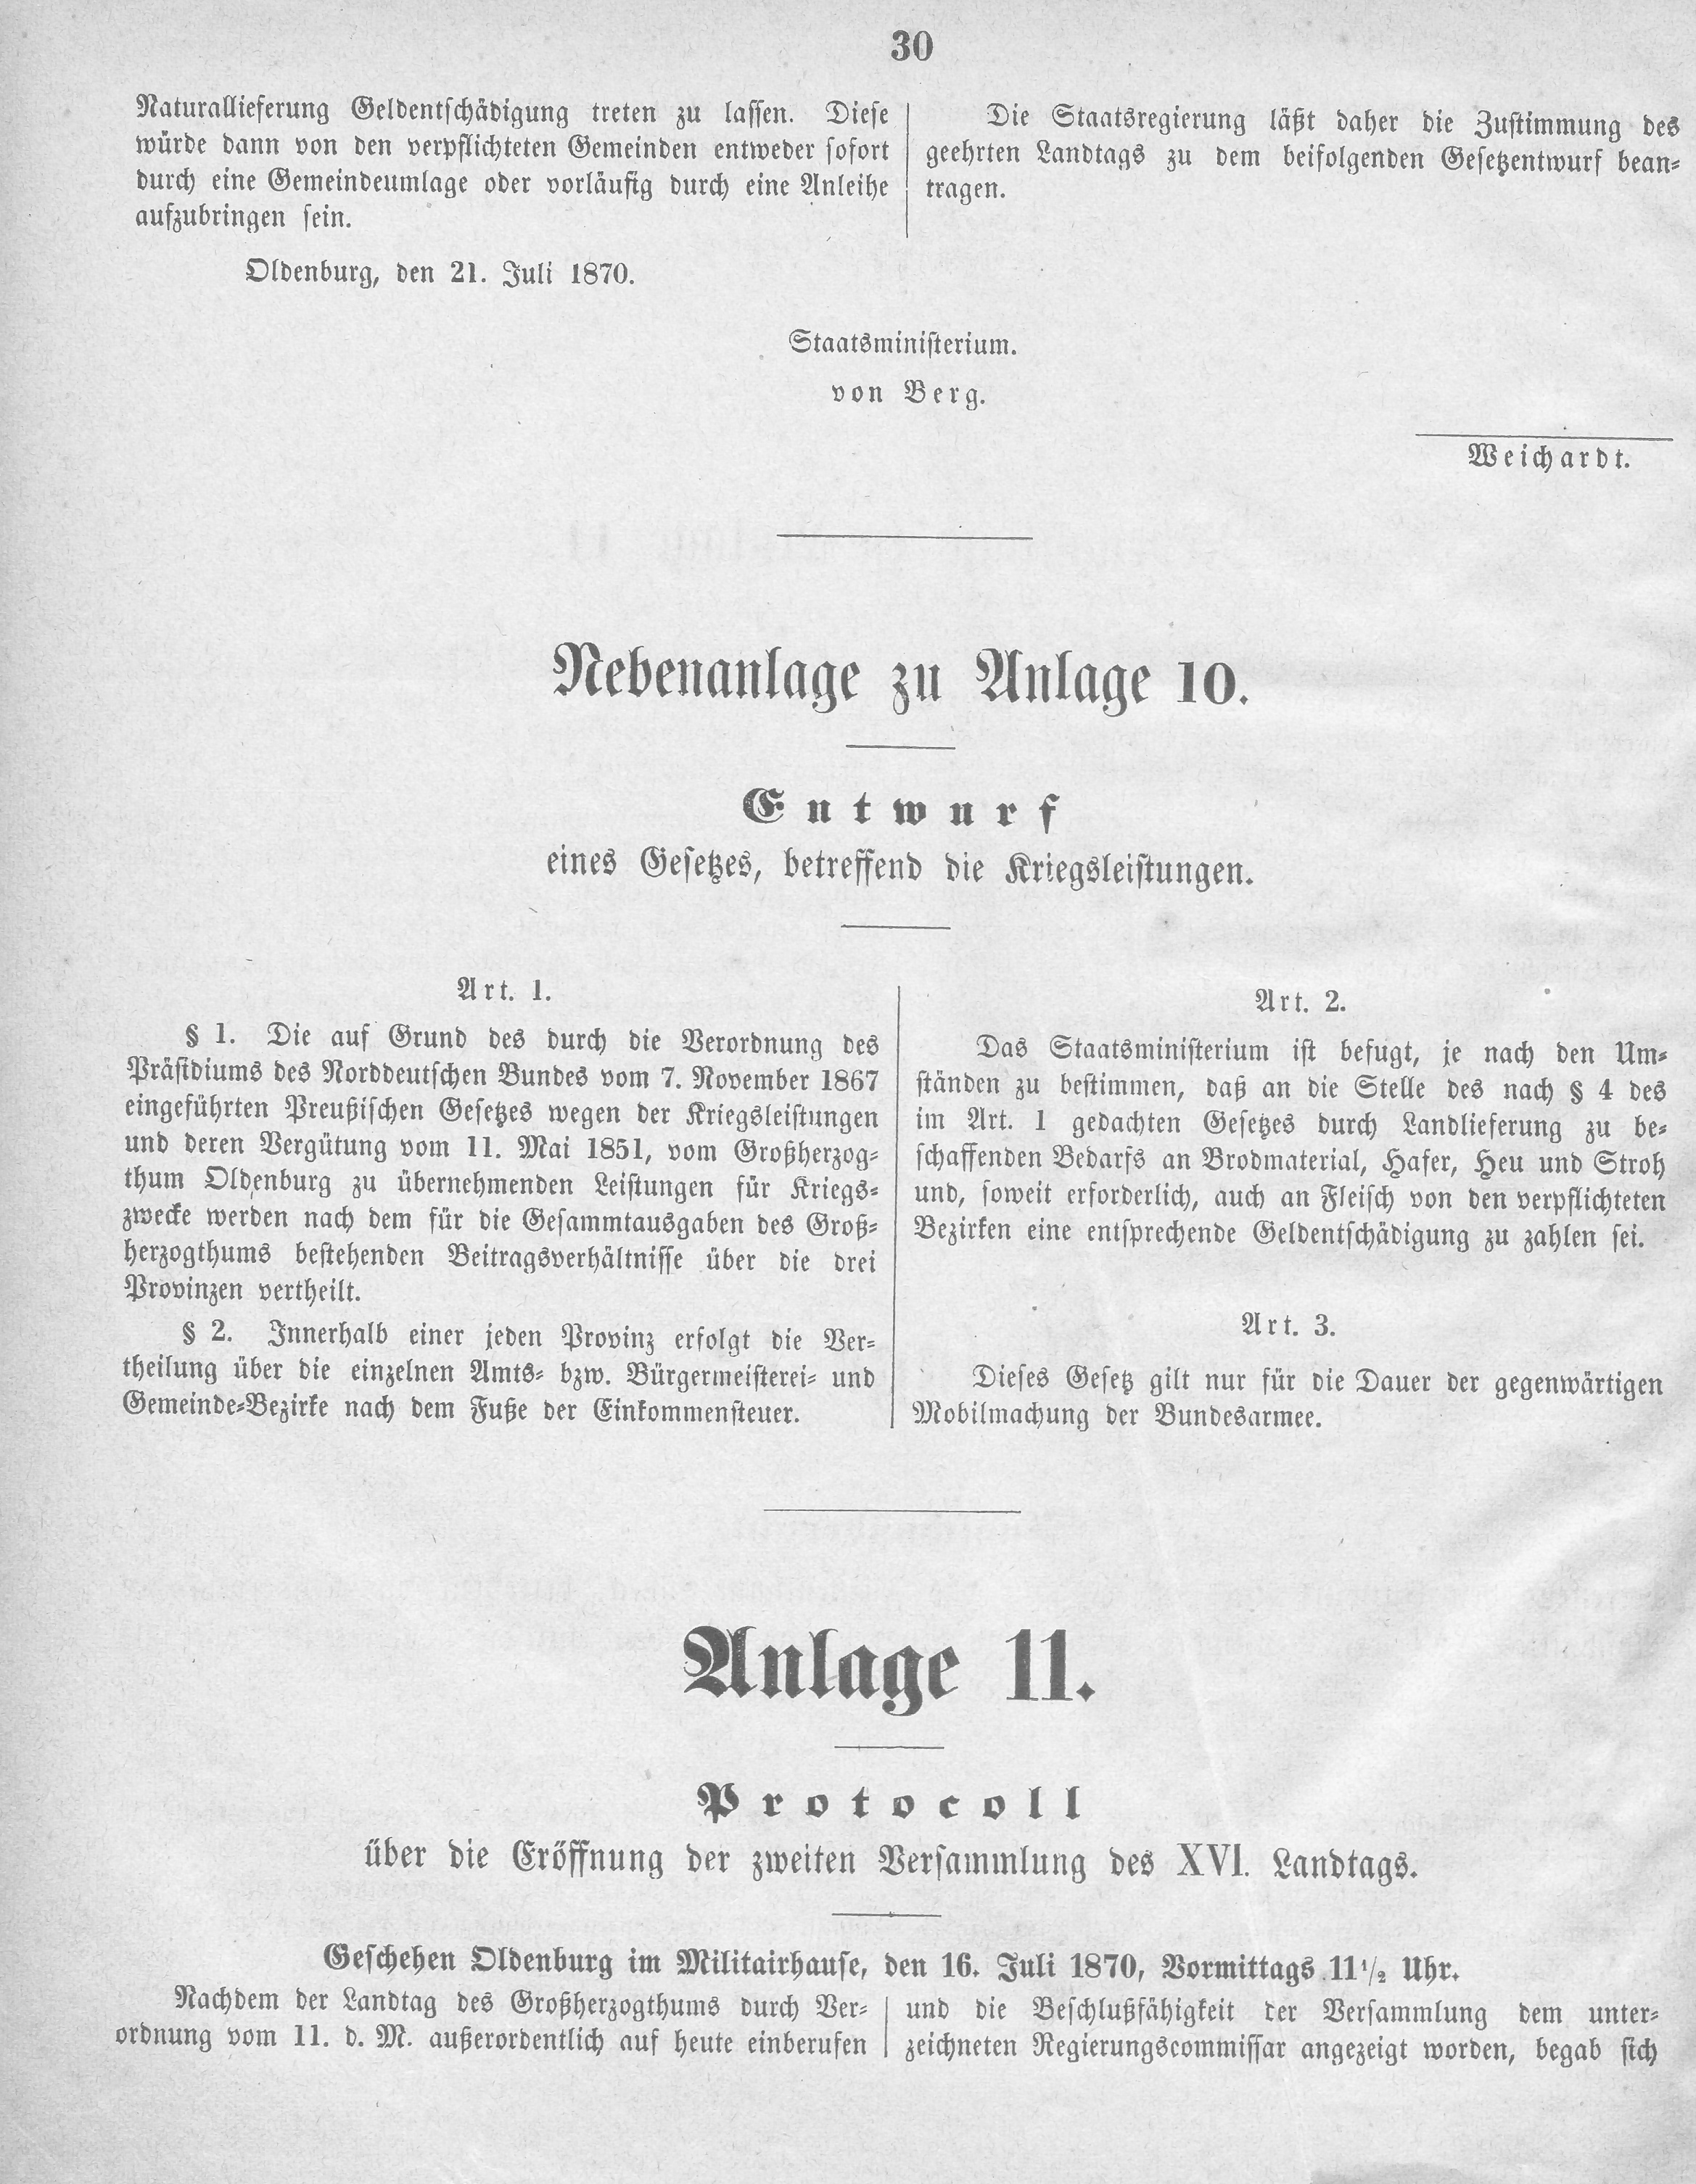 30
Naturallieferung Geldentschädigung treten zu lassen. Diese
würde dann von den verpflichteten Gemeinden entweder sofort
durch eine Gemeindeumlage oder vorläufig durch eine Anleihe
aufzubringen sein.
Die Staatsregierung läßt daher die Zustimmung des
geehrten Landtags zu dem beifolgenden Gesetzentwurf bean-
tragen.
Oldenburg, den 21. Juli 1870.
Staatsministerium.
von Berg.
Weichardt.
Nebenanlage zu Anlage 10.
Entwurf
eines Gesetzes, betreffend die Kriegsleistungen.
Art. 1.
§ 1. Die auf Grund des durch die Verordnung des
Präsidiums des Norddeutschen Bundes vom 7. November 1867
eingeführten Preußischen Gesetzes wegen der Kriegsleistungen
und deren Vergütung vom 11. Mai 1851, vom Großherzog-
thum Oldenburg zu übernehmenden Leistungen für Kriegs-
zwecke werden nach dem für die Gesammtausgaben des Groß-
herzogthums bestehenden Beitragsverhältnisse über die drei
Provinzen vertheilt.
§ 2. Innerhalb einer jeden Provinz erfolgt die Ver-
theilung über die einzelnen Amts- bzw. Bürgermeisterei- und
Gemeinde-Bezirke nach dem Fuße der Einkommensteuer.
Art. 2.
Das Staatsministerium ist befugt, je nach den Um-
ständen zu bestimmen, daß an die Stelle des nach § 4 des
im Art. 1 gedachten Gesetzes durch Landlieferung zu be-
schaffenden Bedarfs an Brodmaterial, Hafer, Heu und Stroh
und, soweit erforderlich, auch an Fleisch von den verpflichteten
Bezirken eine entsprechende Geldentschädigung zu zahlen sei.
Art. 3.
Dieses Gesetz gilt nur für die Dauer der gegenwärtigen
Mobilmachung der Bundesarmee.
Anlage 11.
Protocoll
über die Eröffnung der zweiten Versammlung des XVI. Landtags.
Geschehen Oldenburg im Militairhause, den 16. Juli 1870, Vormittags 11½ Uhr.
Nachdem der Landtag des Großherzogthums durch Ver-
ordnung vom 11. d. M. außerordentlich auf heute einberufen
und die Beschlußfähigkeit der Versammlung dem unter-
zeichneten Regierungscommissar angezeigt worden, begab sich